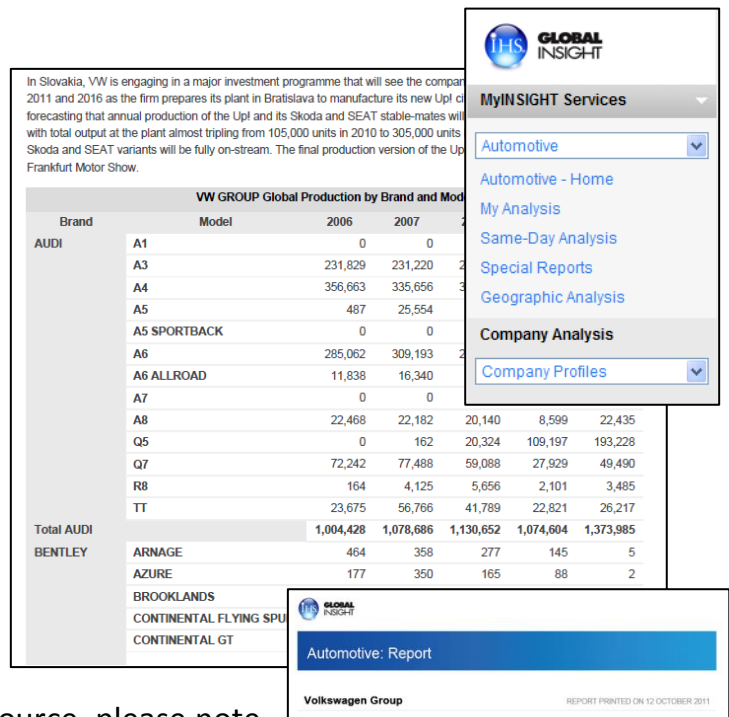 IHS GLOBAL
INSIGHT
MyINSIGHT Services
Automotive
Automotive - Home
My Analysis
Same-Day Analysis
Special Reports
Geographic Analysis
Company Analysis
Company Profiles
In Slovakia, VW is engaging in a major investment programme that will see the
2011 and 2016 as the firm prepares its plant in Bratislava to manufacture its new Up!
forecasting that annual production of the Up! and its Skoda and SEAT stable-mates will
with total output at the plant almost tripling from 105,000 units in 2010 to 305,000 units
Skoda and SEAT variants will be fully on-stream. The final production version of the Up
Frankfurt Motor Show.
VW GROUP Global Production by Brand and
Brand Model 2006 2007
AUDI A1 0 0
A3 231,829 231,220
A4 356,663 335,656
A5 487 25,554
A5 SPORTBACK 0 0
A6 285,062 309,193
A6 ALLROAD 11,838 16,340
A7 0 0
A8 22,468 22,182 20,140 8,599 22,435
Q5 0 162 20,324 109,197 193,228
Q7 72,242 77,488 59,088 27,929 49,490
R8 164 4,125 5,656 2,101 3,485
TT 23,675 56,766 41,789 22,821 26,217
Total AUDI 1,004,428 1,078,686 1,130,652 1,074,604 1,373,985
BENTLEY ARNAGE 464 358 277 145 5
AZURE 177 350 165 88 2
BROOKLANDS
CONTINENTAL FLYING
CONTINENTAL GT
IHS GLOBAL
INSIGHT
Automotive: Report
Volkswagen Group REPORT PRINTED ON 12 OCTOBER 2011
please note